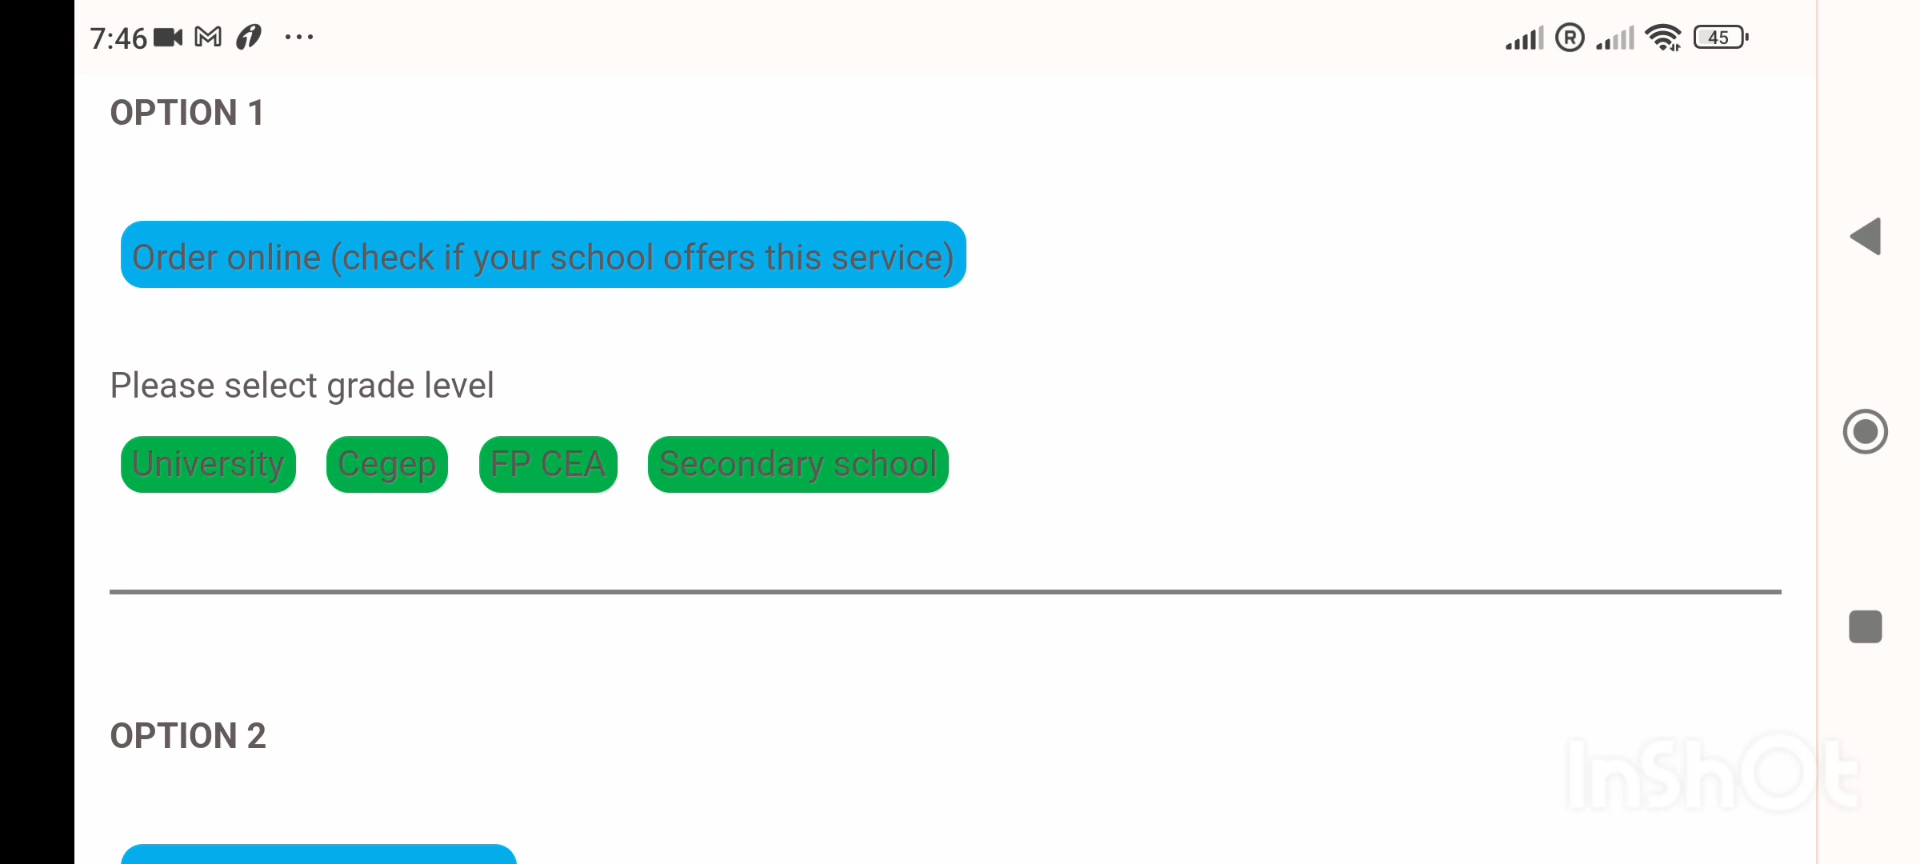 7:46
R
45
OPTION 1
Order online (check if your school offers this service)
Please select grade level
University Cegep FP CEA Secondary school
OPTION 2
InShOt